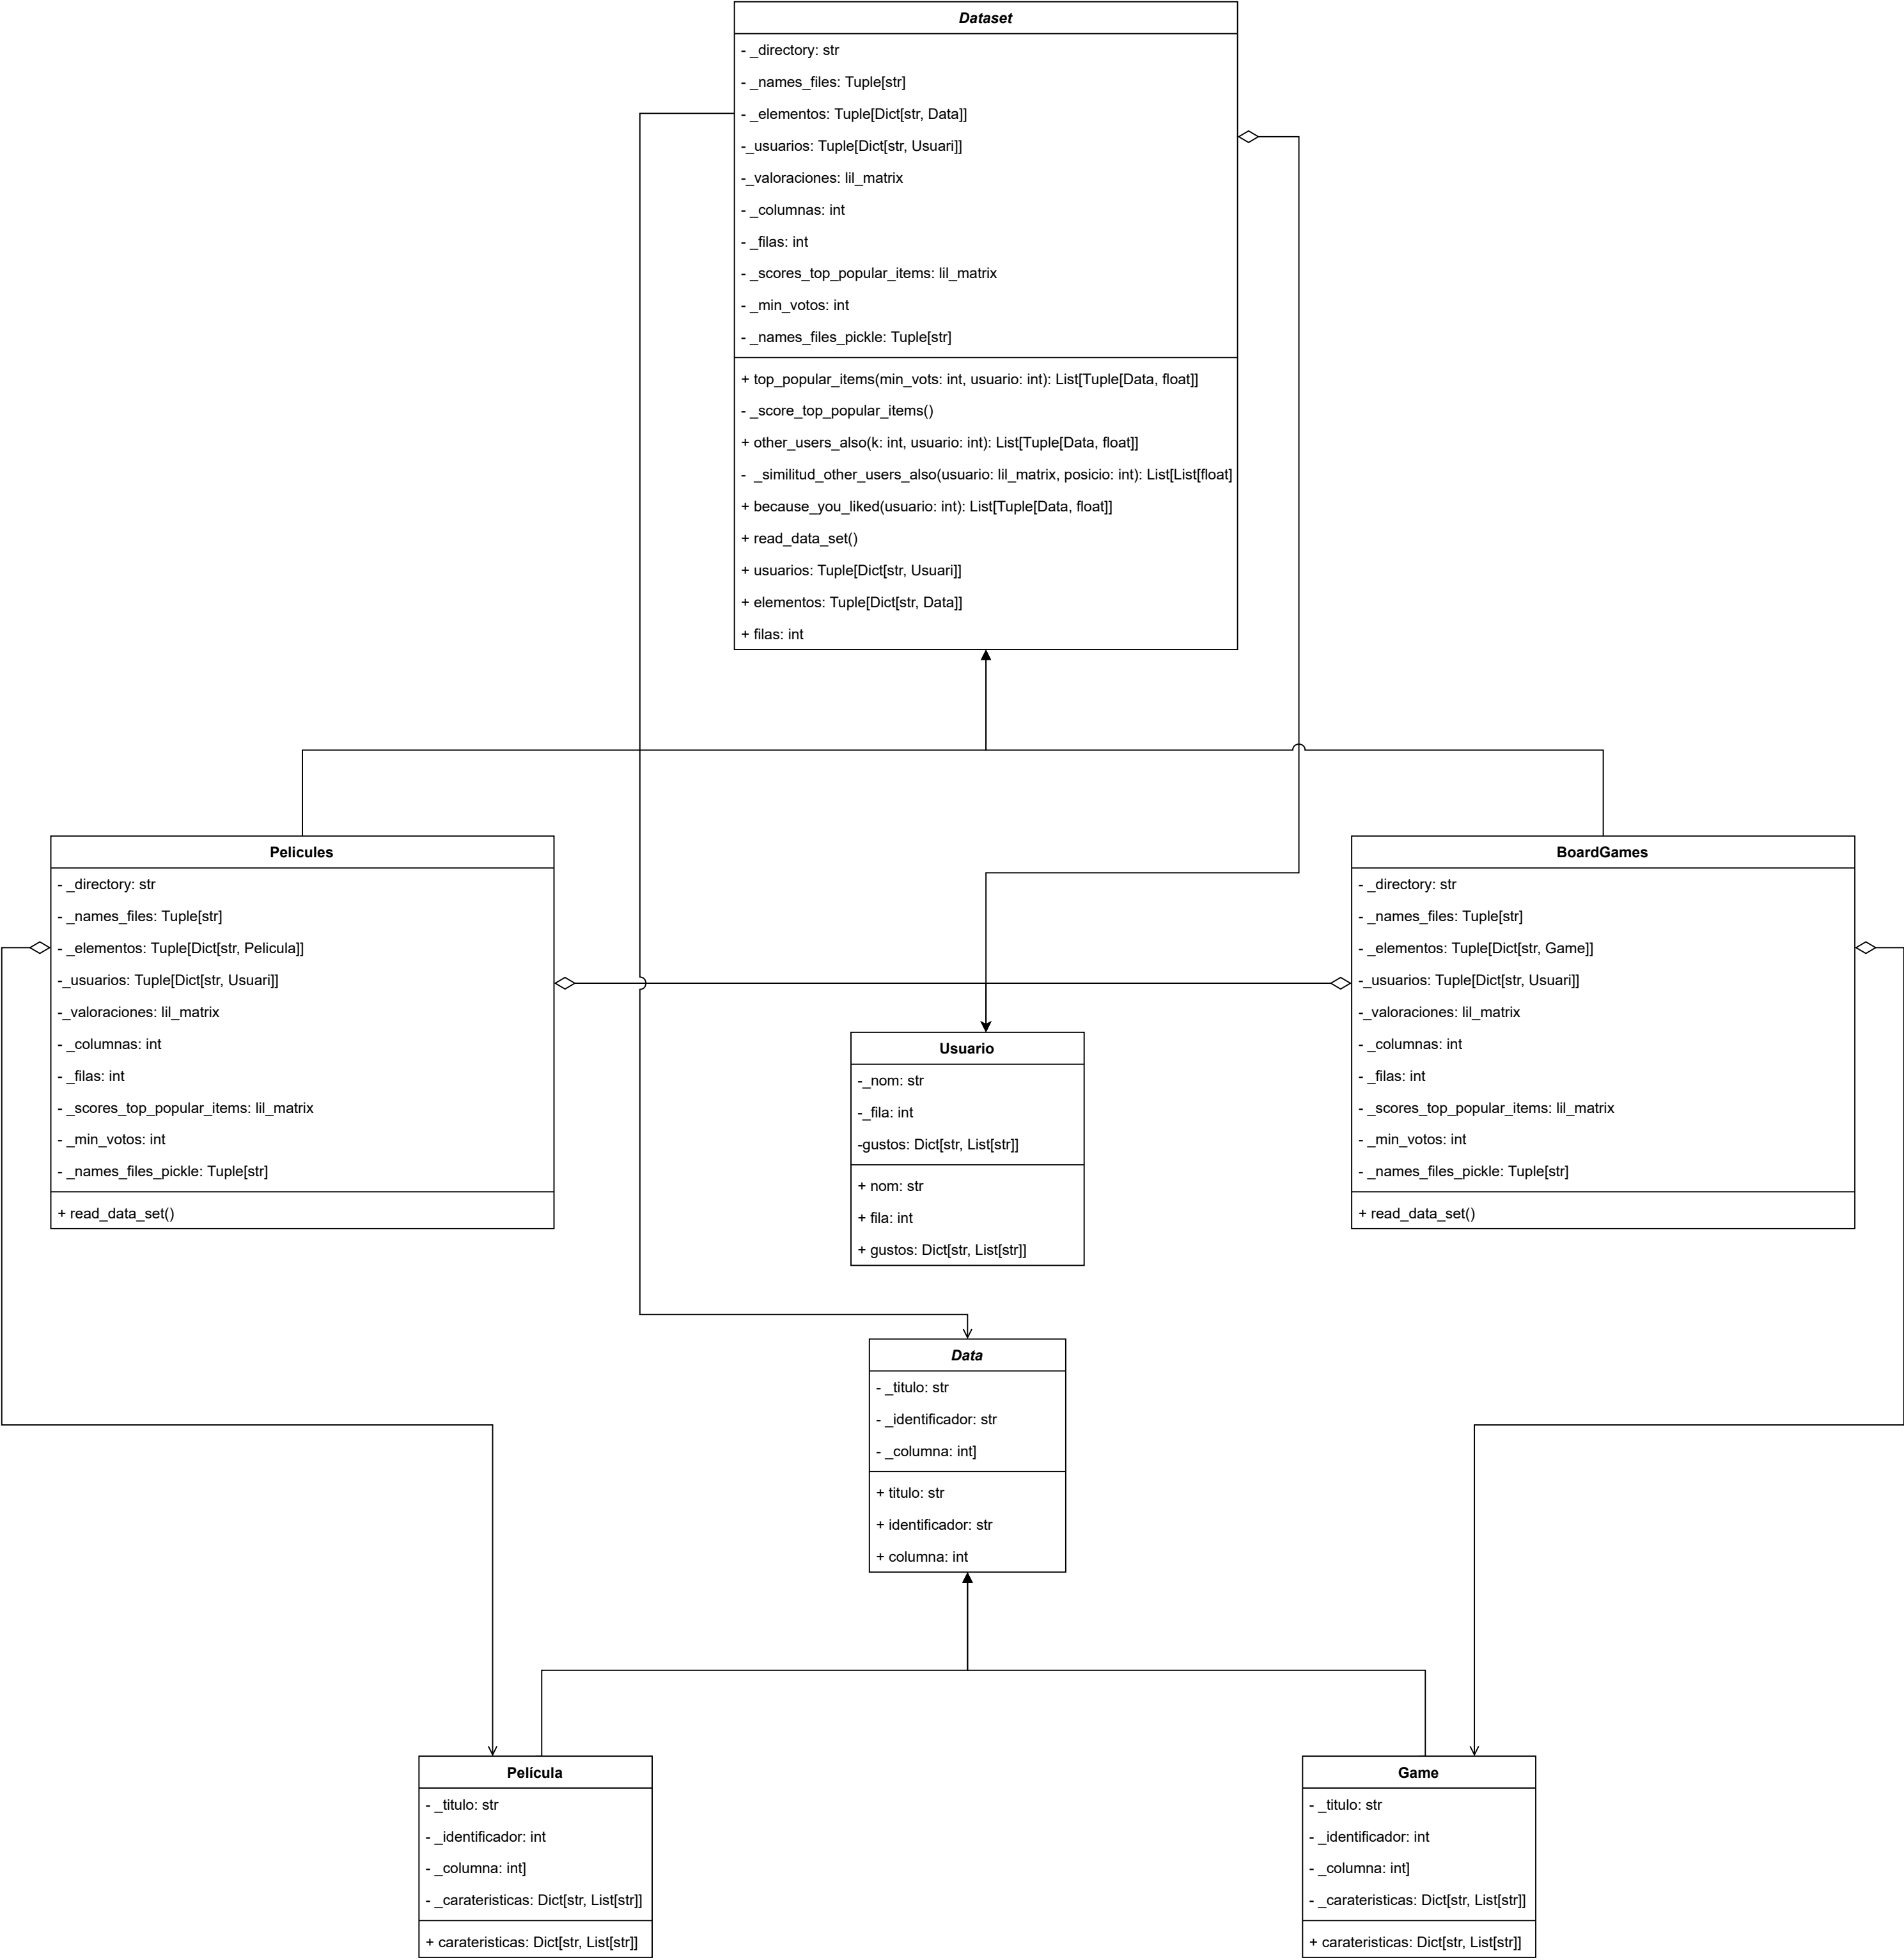 Dataset
- _directory: str
- _names_files: Tuple[str]
- _elementos: Tuple[Dict[str, Data]]
-_usuarios: Tuple[Dict[str, Usuari]]
-_valoraciones: lil_matrix
- _columnas: int
- _filas: int
- _scores_top_popular_items: lil_matrix
- _min_votos: int
- _names_files_pickle: Tuple[str]
+ top_popular_items(min_vots: int, usuario: int): List[Tuple[Data, float]]
- _score_top_popular_items()
+ other_users_also(k: int, usuario: int): List[Tuple[Data, float]]
- _similitud_other_users_also(usuario: lil_matrix, posicio: int): List[List[float]
+ because_you_liked(usuario: int): List[Tuple[Data, float]]
+ read_data_set()
+ usuarios: Tuple[Dict[str, Usuari]]
+ elementos: Tuple[Dict[str, Data]]
+ filas: int
Pelicules
- _directory: str
- _names_files: Tuple[str]
- _elementos: Tuple[Dict[str, Pelicula]]
-_usuarios: Tuple[Dict[str, Usuari]]
-_valoraciones: lil_matrix
- _columnas: int
- _filas: int
- _scores_top_popular_items: lil_matrix
- _min_votos: int
- _names_files_pickle: Tuple[str]
+ read_data_set()
BoardGames
- _directory: str
- _names_files: Tuple[str]
- _elementos: Tuple[Dict[str, Game]]
-_usuarios: Tuple[Dict[str, Usuari]]
-_valoraciones: lil_matrix
- _columnas: int
- _filas: int
- _scores_top_popular_items: lil_matrix
- _min_votos: int
- _names_files_pickle: Tuple[str]
+ read_data_set()
Usuario
-_nom: str
-_fila: int
-gustos: Dict[str, List[str]]
+ nom: str
+ fila: int
+ gustos: Dict[str, List[str]]
Data
- _titulo: str
- _identificador: str
- _columna: int]
+ titulo: str
+ identificador: str
+ columna: int
Película
- _titulo: str
- _identificador: int
- _columna: int]
- _carateristicas: Dict[str, List[str]]
+ carateristicas: Dict[str, List[str]]
Game
- _titulo: str
- _identificador: int
- _columna: int]
- _carateristicas: Dict[str, List[str]]
+ carateristicas: Dict[str, List[str]]